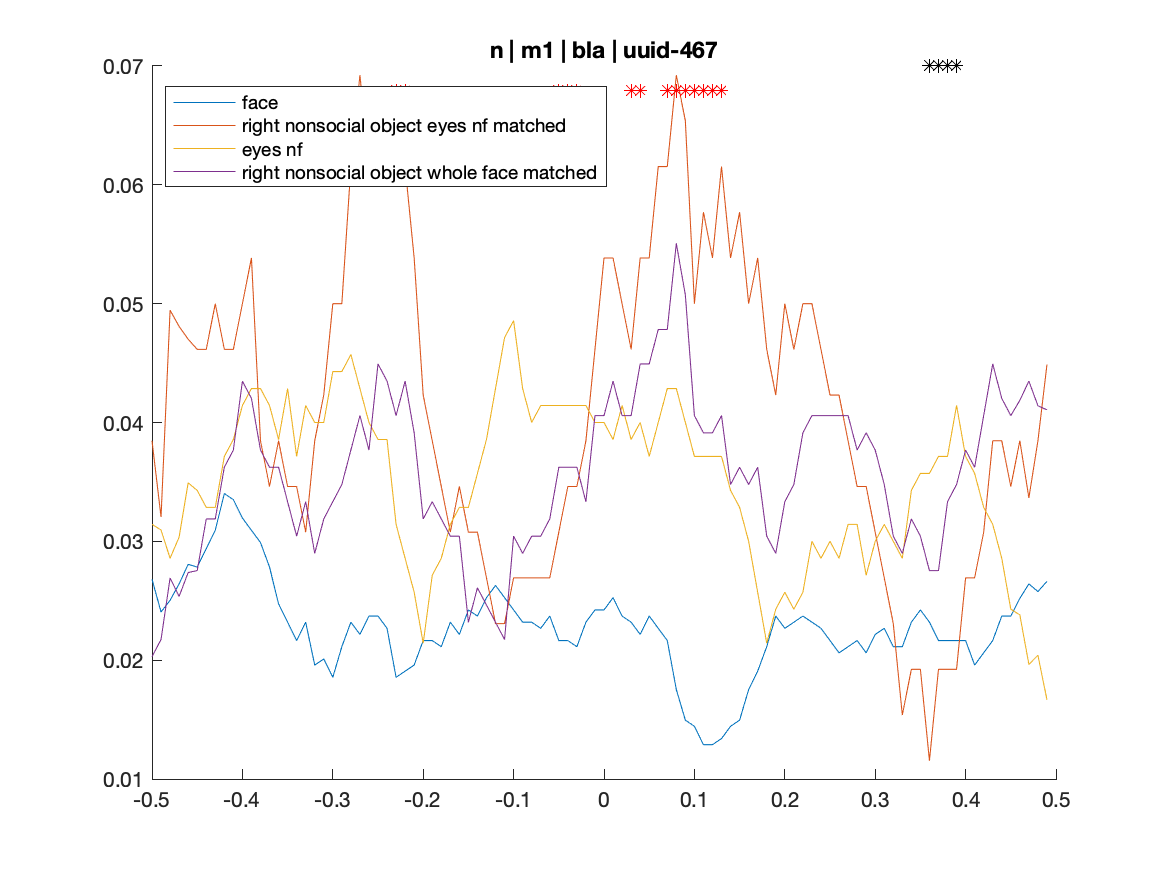 n | m1 | bla | uuid-467
0.07
0.06
0.05
0.04
0.03
0.02
0.01
face
right nonsocial object eyes nf matched
eyes nf
right nonsocial object whole face matched
-0.5 -0.4 -0.3 -0.2 -0.1 0 0.1 0.2 0.3 0.4 0.5